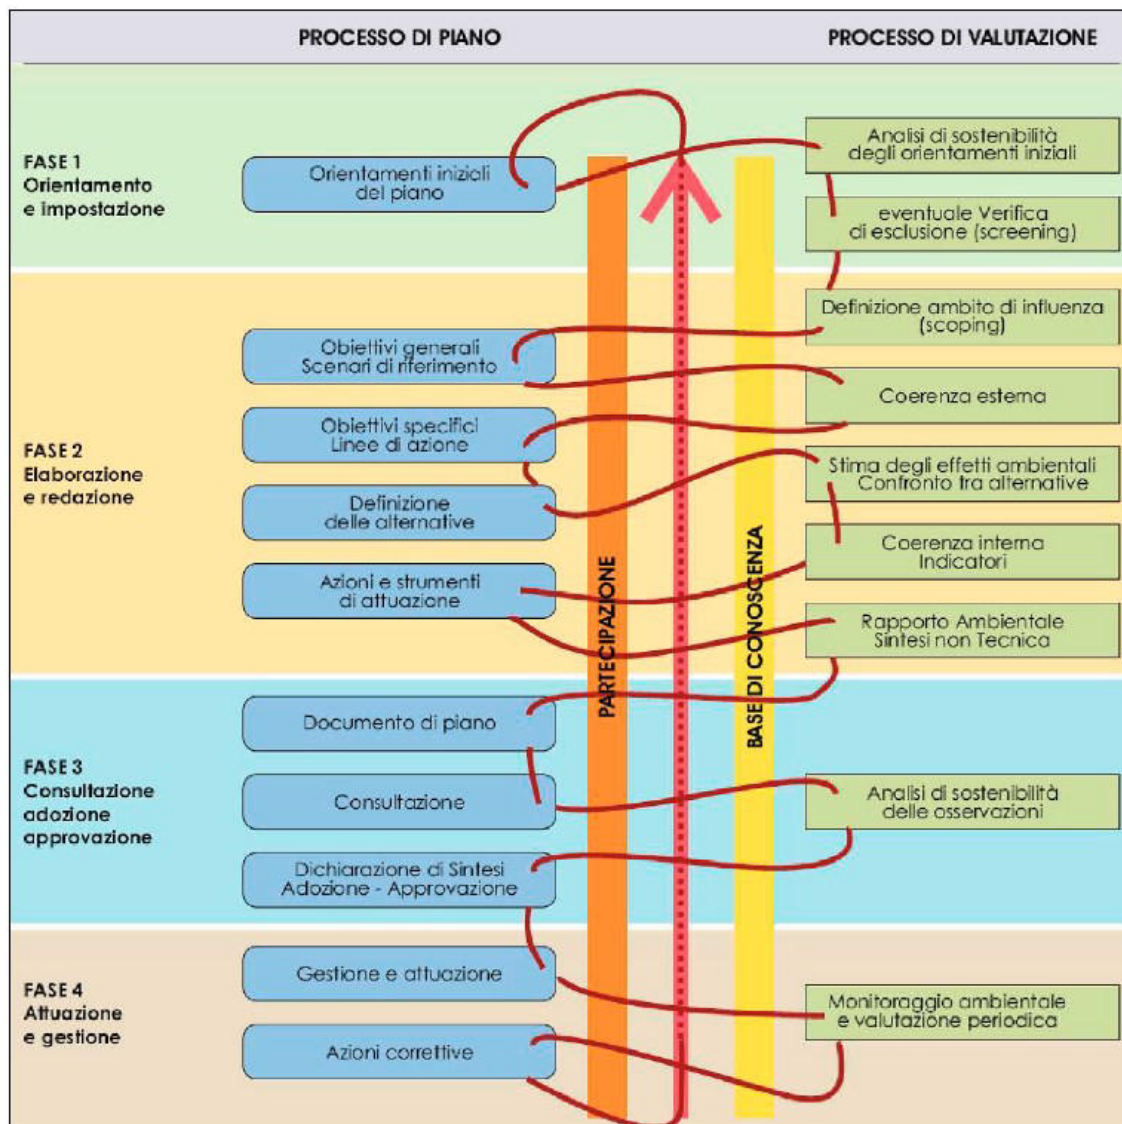 PROCESSO DI PIANO
PROCESSO DI VALUTAZIONE
FASE 1
Orientamento
e impostazione
Orientamenti iniziali
del piano
Analisi di sostenibilità
degli orientamenti iniziali
eventuale Verifica
di esclusione (screening)
FASE 2
Elaborazione
e redazione
Obiettivi generali
Scenari di riferimento
Obiettivi specifici
Linee di azione
Definizione
delle alternative
Azioni e strumenti
di attuazione
Definizione ambito di influenza
(scoping)
Coerenza esterna
Stima degli effetti ambientali
Confronto tra alternative
Coerenza interna
Indicatori
Rapporto Ambientale
Sintesi non Tecnica
PARTECIPAZIONE
BASE DI CONOSCENZA
FASE 3
Consultazione
adozione
approvazione
Documento di piano
Consultazione
Dichiarazione di Sintesi
Adozione - Approvazione
Analisi di sostenibilità
delle osservazioni
FASE 4
Attuazione
e gestione
Gestione e attuazione
Azioni correttive
Monitoraggio ambientale
e valutazione periodica